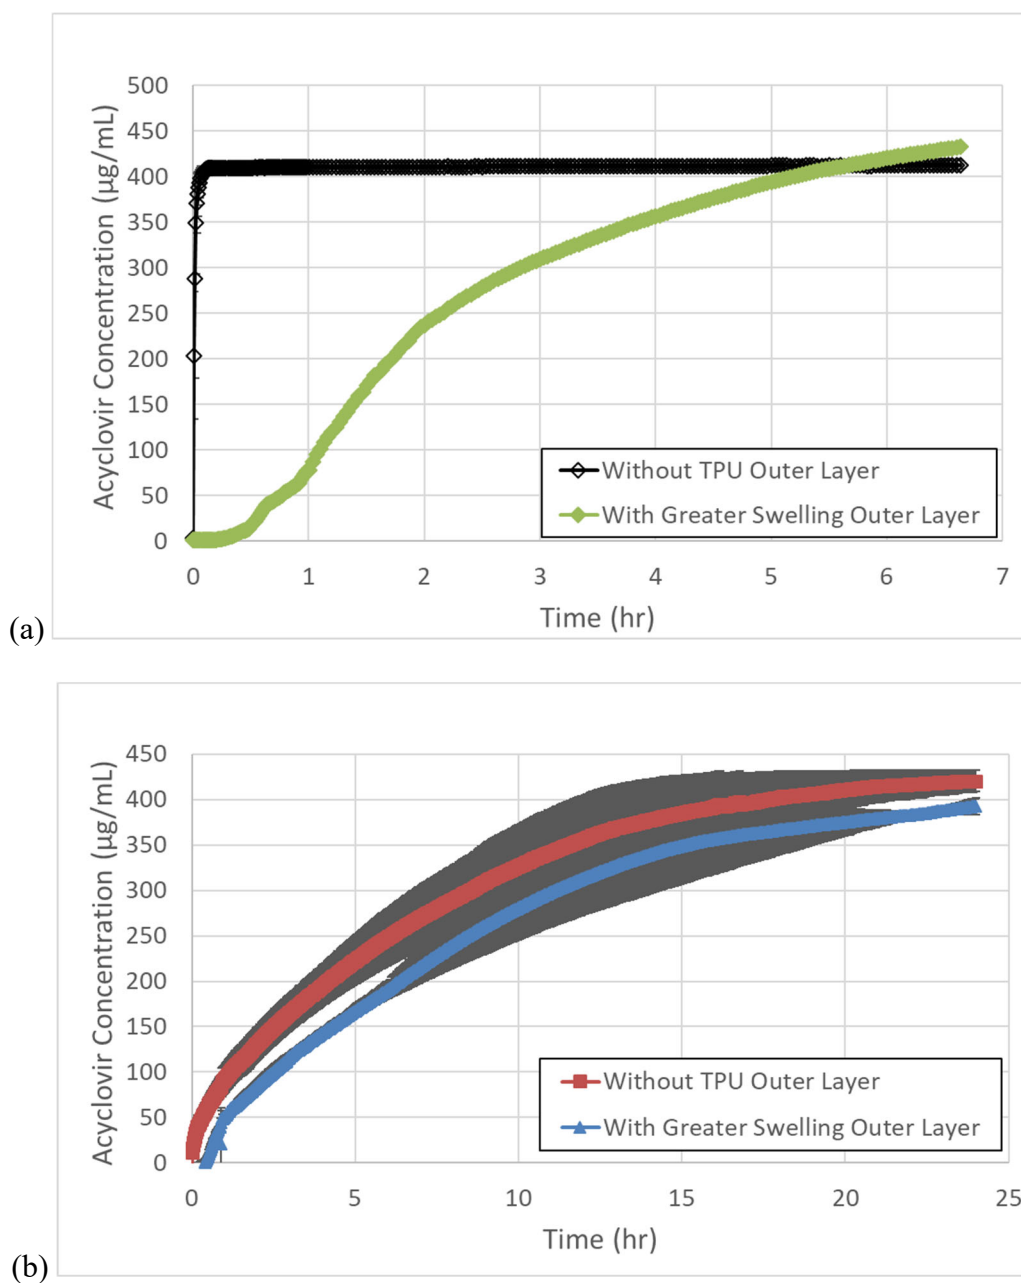 500
450
400
350
300
250
200
150
100
50
0
Acyclovir Concentration (µg/mL)
Without TPU Outer Layer
With Greater Swelling Outer Layer
0 1 2 3 4 5 6 7
Time (hr)
(a)
450
400
350
300
250
200
150
100
50
0
Acyclovir Concentration (µg/mL)
Without TPU Outer Layer
With Greater Swelling Outer Layer
0 5 10 15 20 25
Time (hr)
(b)